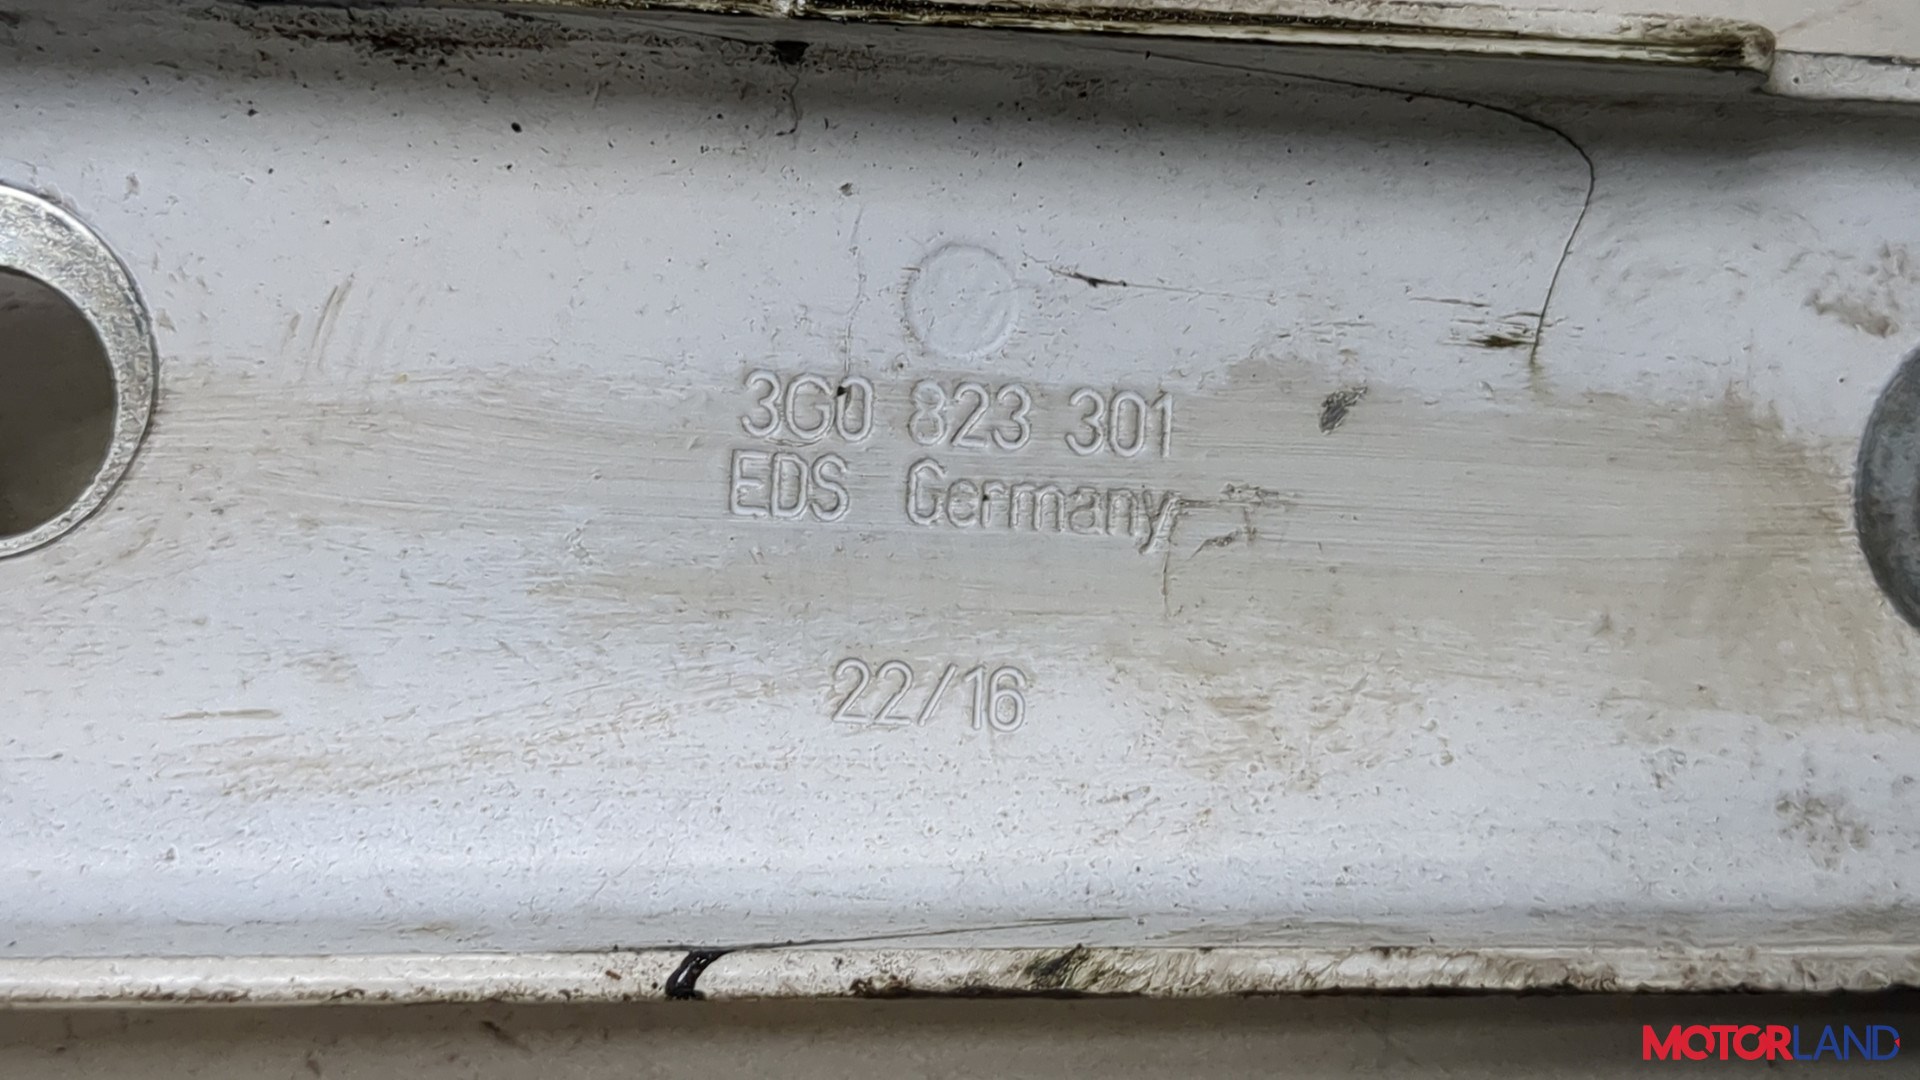 3G0 823 301
EDS Germany
22/16
MOTORLAND